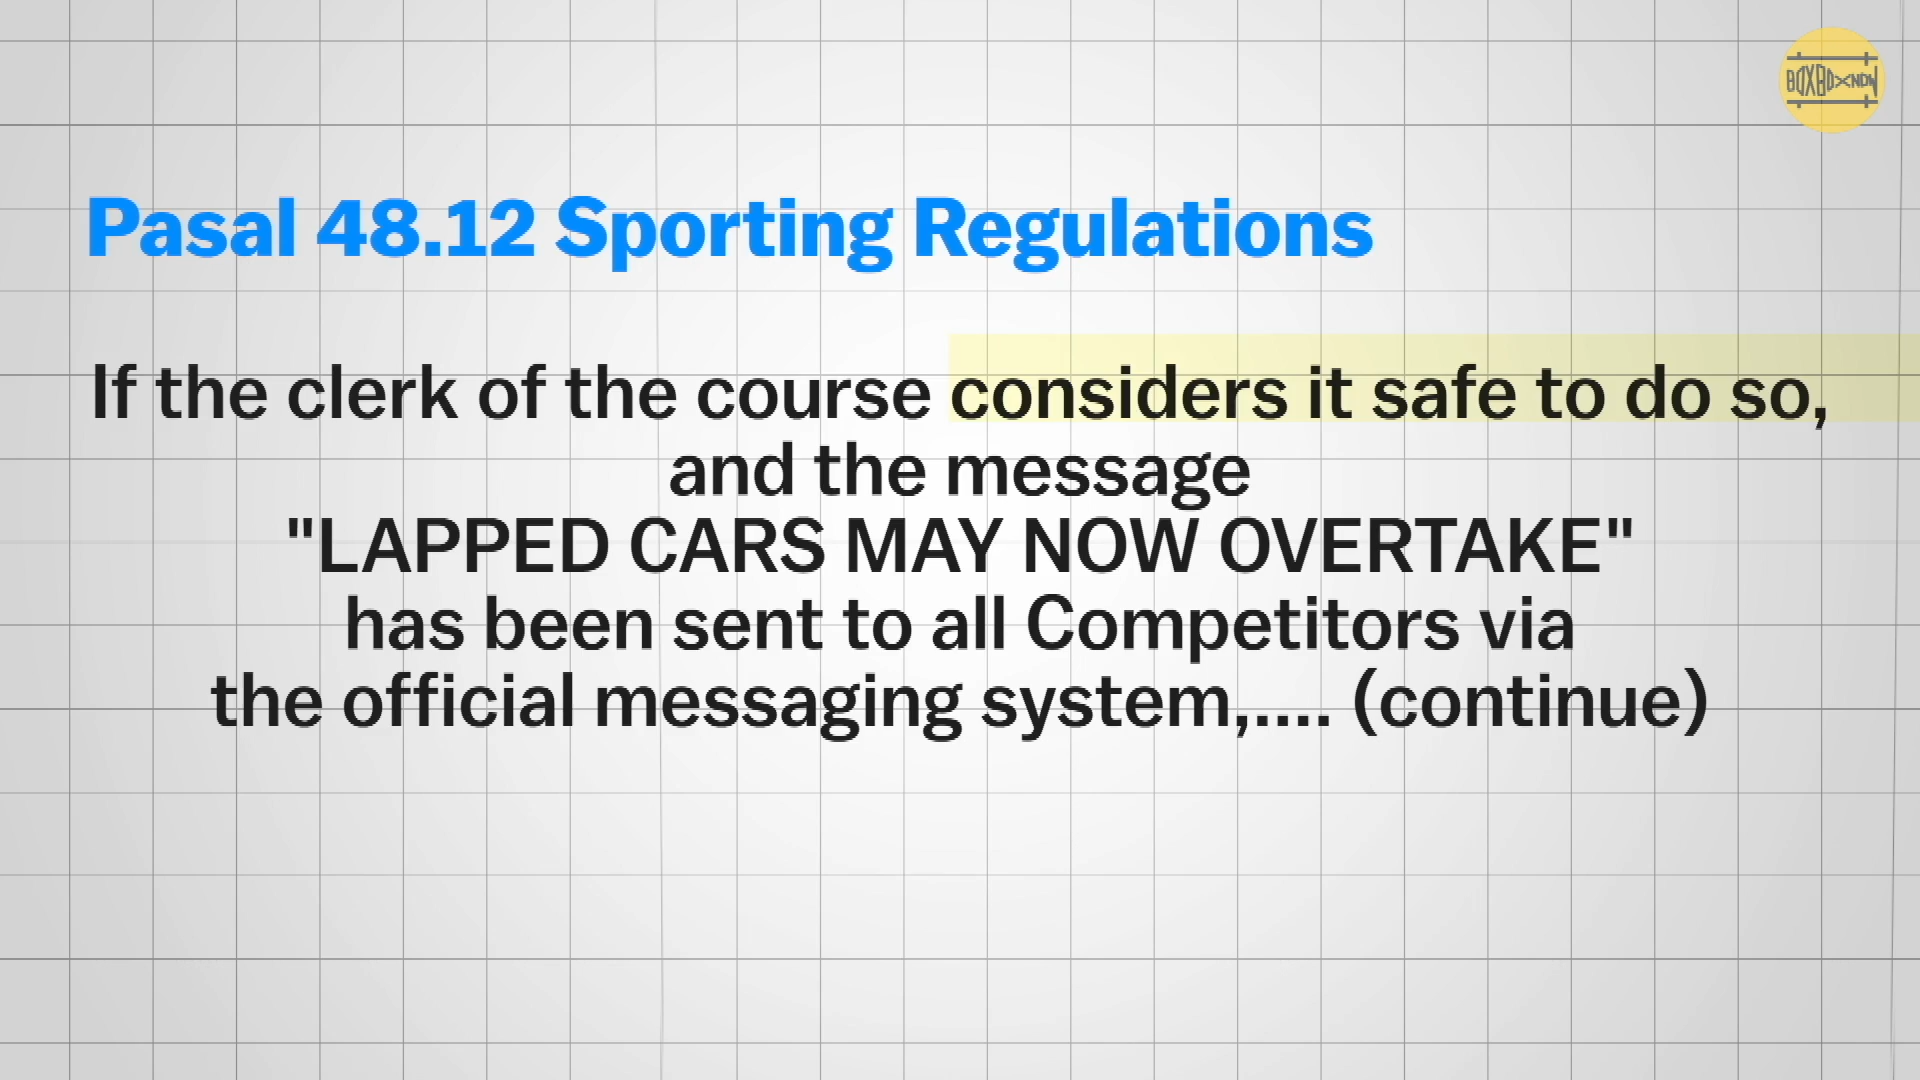 BOXBOXNOW
Pasal 48.12 Sporting Regulations
If the clerk of the course considers it safe to do so,
and the message
"LAPPED CARS MAY NOW OVERTAKE"
has been sent to all Competitors via
the official messaging system,.... (continue)